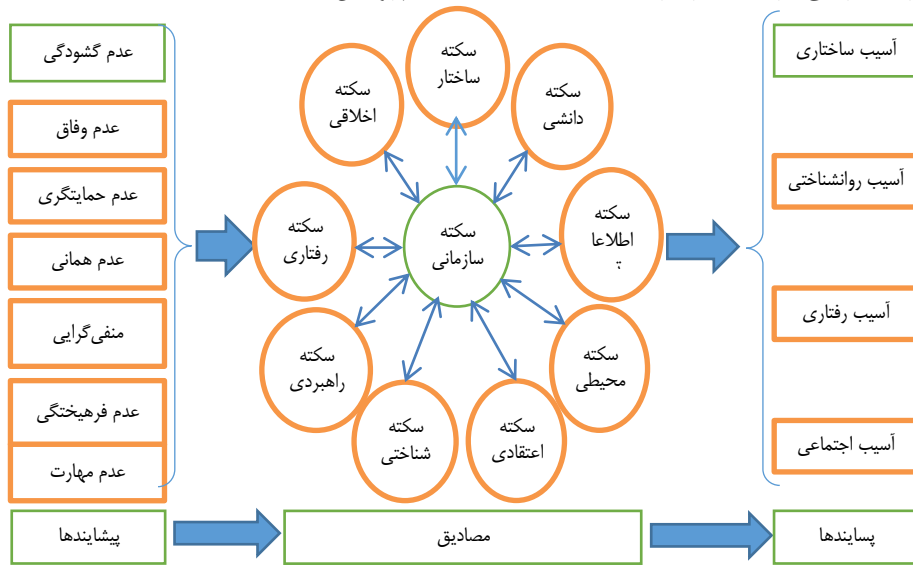 عدم گشودگی
عدم وفاق
عدم حمایتگری
عدم همانی
منفی‌گرایی
عدم فرهیختگی
عدم مهارت
پیشایندها
سکته
ساختار
سکته
دانشی
سکته
اطلاعا
سکته
محیطی
سکته
اعتقادی
سکته
شناختی
سکته
راهبردی
سکته
رفتاری
سکته
اخلاقی
سکته
سازمانی
مصادیق
آسیب ساختاری
آسیب روانشناختی
آسیب رفتاری
آسیب اجتماعی
پسایندها